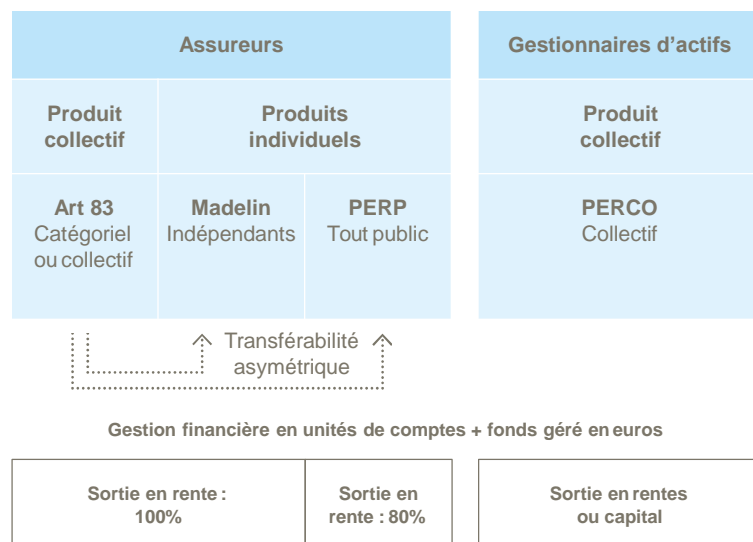 Assureurs
Gestionnaires d'actifs
Produit
collectif
Produits
individuels
Produit
collectif
Art 83
Catégoriel
ou collectif
Madelin
Indépendants
PERP
Tout public
PERCO
Collectif
Transférabilité
asymétrique
Gestion financière en unités de comptes + fonds géré en euros
Sortie en rente :
100%
Sortie en
rente : 80%
Sortie en rentes
ou capital